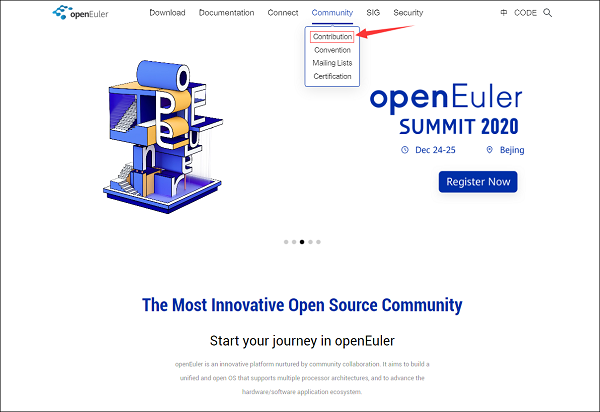 openEuler
Download Documentation Connect Community SIG Security 中 CODE
Contribution
Convention
Mailing Lists
Certification
openEuler
openEuler
SUMMIT 2020
Dec 24-25 Bejing
Register Now
The Most Innovative Open Source Community
Start your journey in openEuler
openEuler is an innovative platform nurtured by community collaboration. It aims to build a
unified and open OS that supports multiple processor architectures, and to advance the
hardware/software application ecosystem.